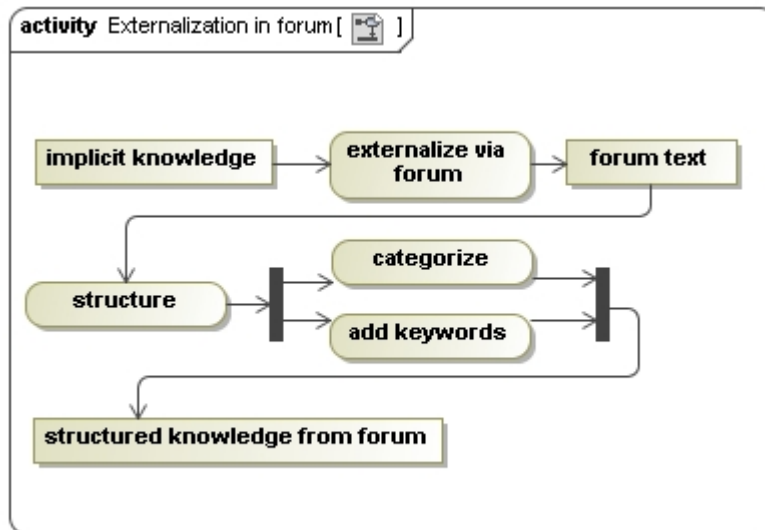 activity Externalization in forum [ ]
implicit knowledge
externalize via
forum
forum text
structure
categorize
add keywords
structured knowledge from forum